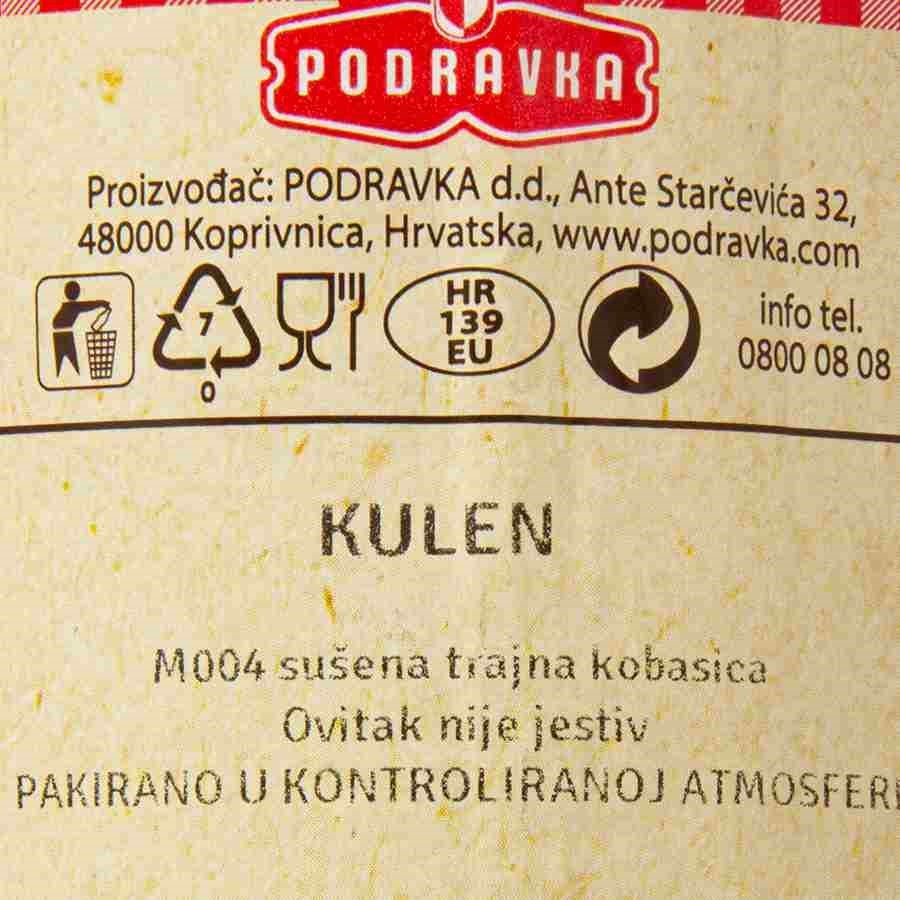 PODRAVKA
Proizvođač: PODRAVKA d.d., Ante Starčevića 32,
48000 Koprivnica, Hrvatska, www.podravka.com
7
O
HR
139
EU
info tel.
0800 08 08
KULEN
M004 sušena trajna kobasica
Ovitak nije jestiv
PAKIRANO U KONTROLIRANOJ ATMOSFERI